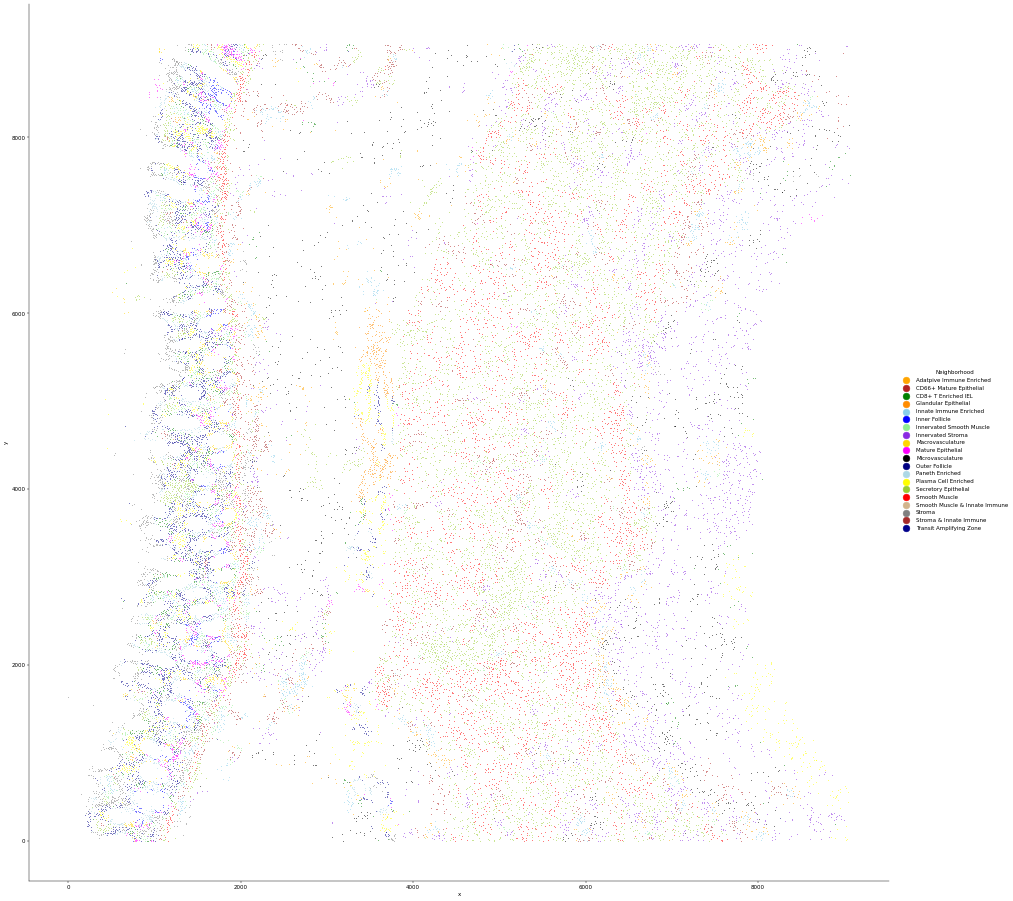 8000
6000
4000
2000
0
y
0 2000 4000 6000 8000
x
Neighborhood
Adatpive Immune Enriched
CD66+ Mature Epithelial
CD8+ T Enriched IEL
Glandular Epithelial
Innate Immune Enriched
Inner Follicle
Innervated Smooth Muscle
Innervated Stroma
Macrovasculature
Mature Epithelial
Microvasculature
Outer Follicle
Paneth Enriched
Plasma Cell Enriched
Secretory Epithelial
Smooth Muscle
Smooth Muscle & Innate Immune
Stroma
Stroma & Innate Immune
Transit Amplifying Zone